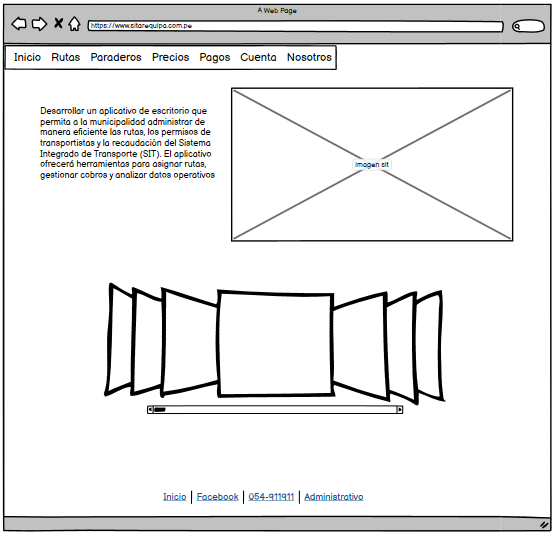 A Web Page
https://www.sitarequipa.com.pe
Inicio Rutas Paraderos Precios Pagos Cuenta Nosotros
Desarrollar un aplicativo de escritorio que
permita a la municipalidad administrar de
manera eficiente las rutas, los permisos de
transportistas y la recaudación del Sistema
Integrado de Transporte (SIT). El aplicativo
ofrecerá herramientas para asignar rutas,
gestionar cobros y analizar datos operativos
imagen sit
Inicio | Facebook | 054-911911 | Administrativo